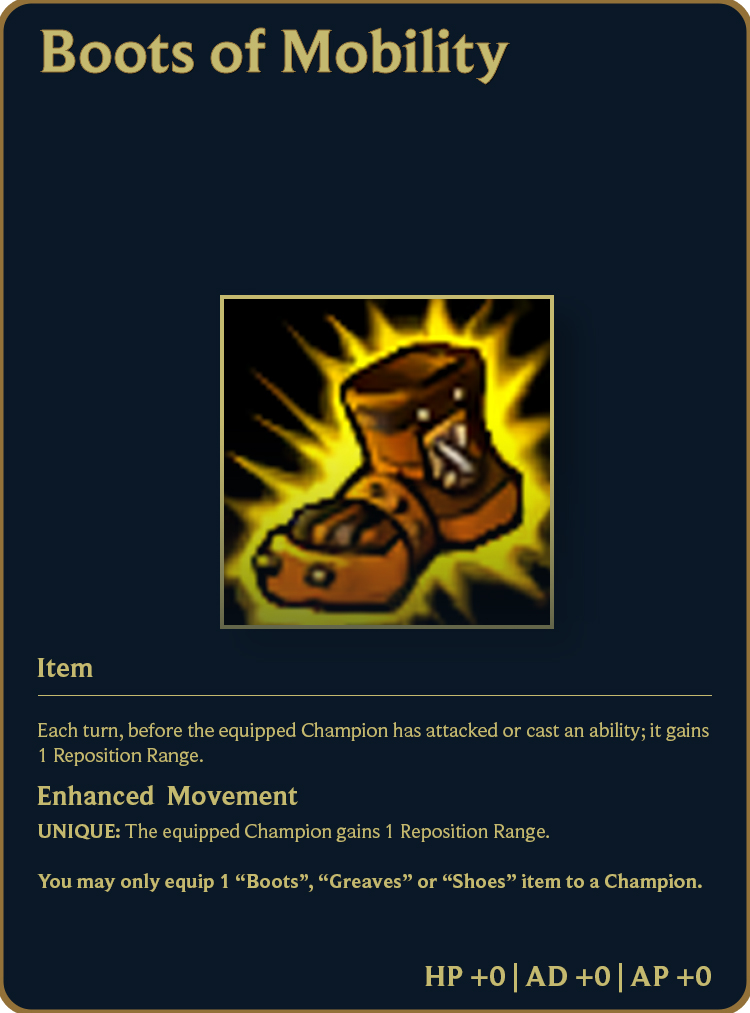 Boots of Mobility
Item
Each turn, before the equipped Champion has attacked or cast an ability; it gains
1 Reposition Range.
Enhanced Movement
UNIQUE: The equipped Champion gains 1 Reposition Range.
You may only equip 1 “Boots”, “Greaves” or “Shoes” item to a Champion.
HP +0 | AD +0 | AP +0